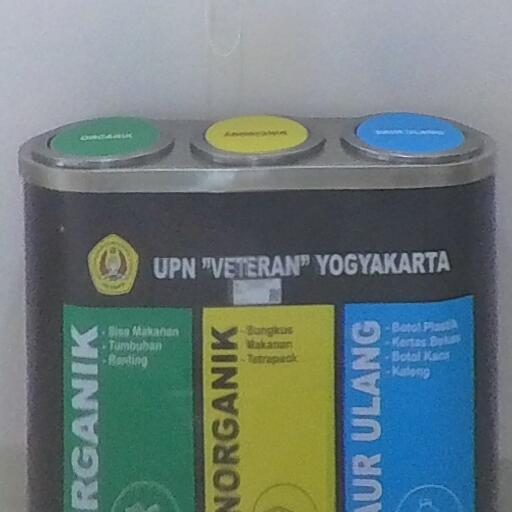 ORGANIK
ANORGANIK
DAUR ULANG
UPN "VETERAN" YOGYAKARTA
RGANIK
- Sisa Makanan
- Tumbuhan
- Ranting
NORGANIK
- Bungkus
Makanan
- Tetrapack
AUR ULANG
- Botol Plastik
- Kertas Bekas
- Botol Kaca
- Kaleng